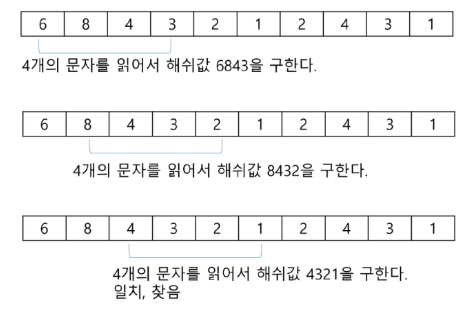 6 8 4 3 2 1 2 4 3 1
4개의 문자를 읽어서 해쉬값 6843을 구한다.
6 8 4 3 2 1 2 4 3 1
4개의 문자를 읽어서 해쉬값 8432을 구한다.
6 8 4 3 2 1 2 4 3 1
4개의 문자를 읽어서 해쉬값 4321을 구한다.
일치, 찾음